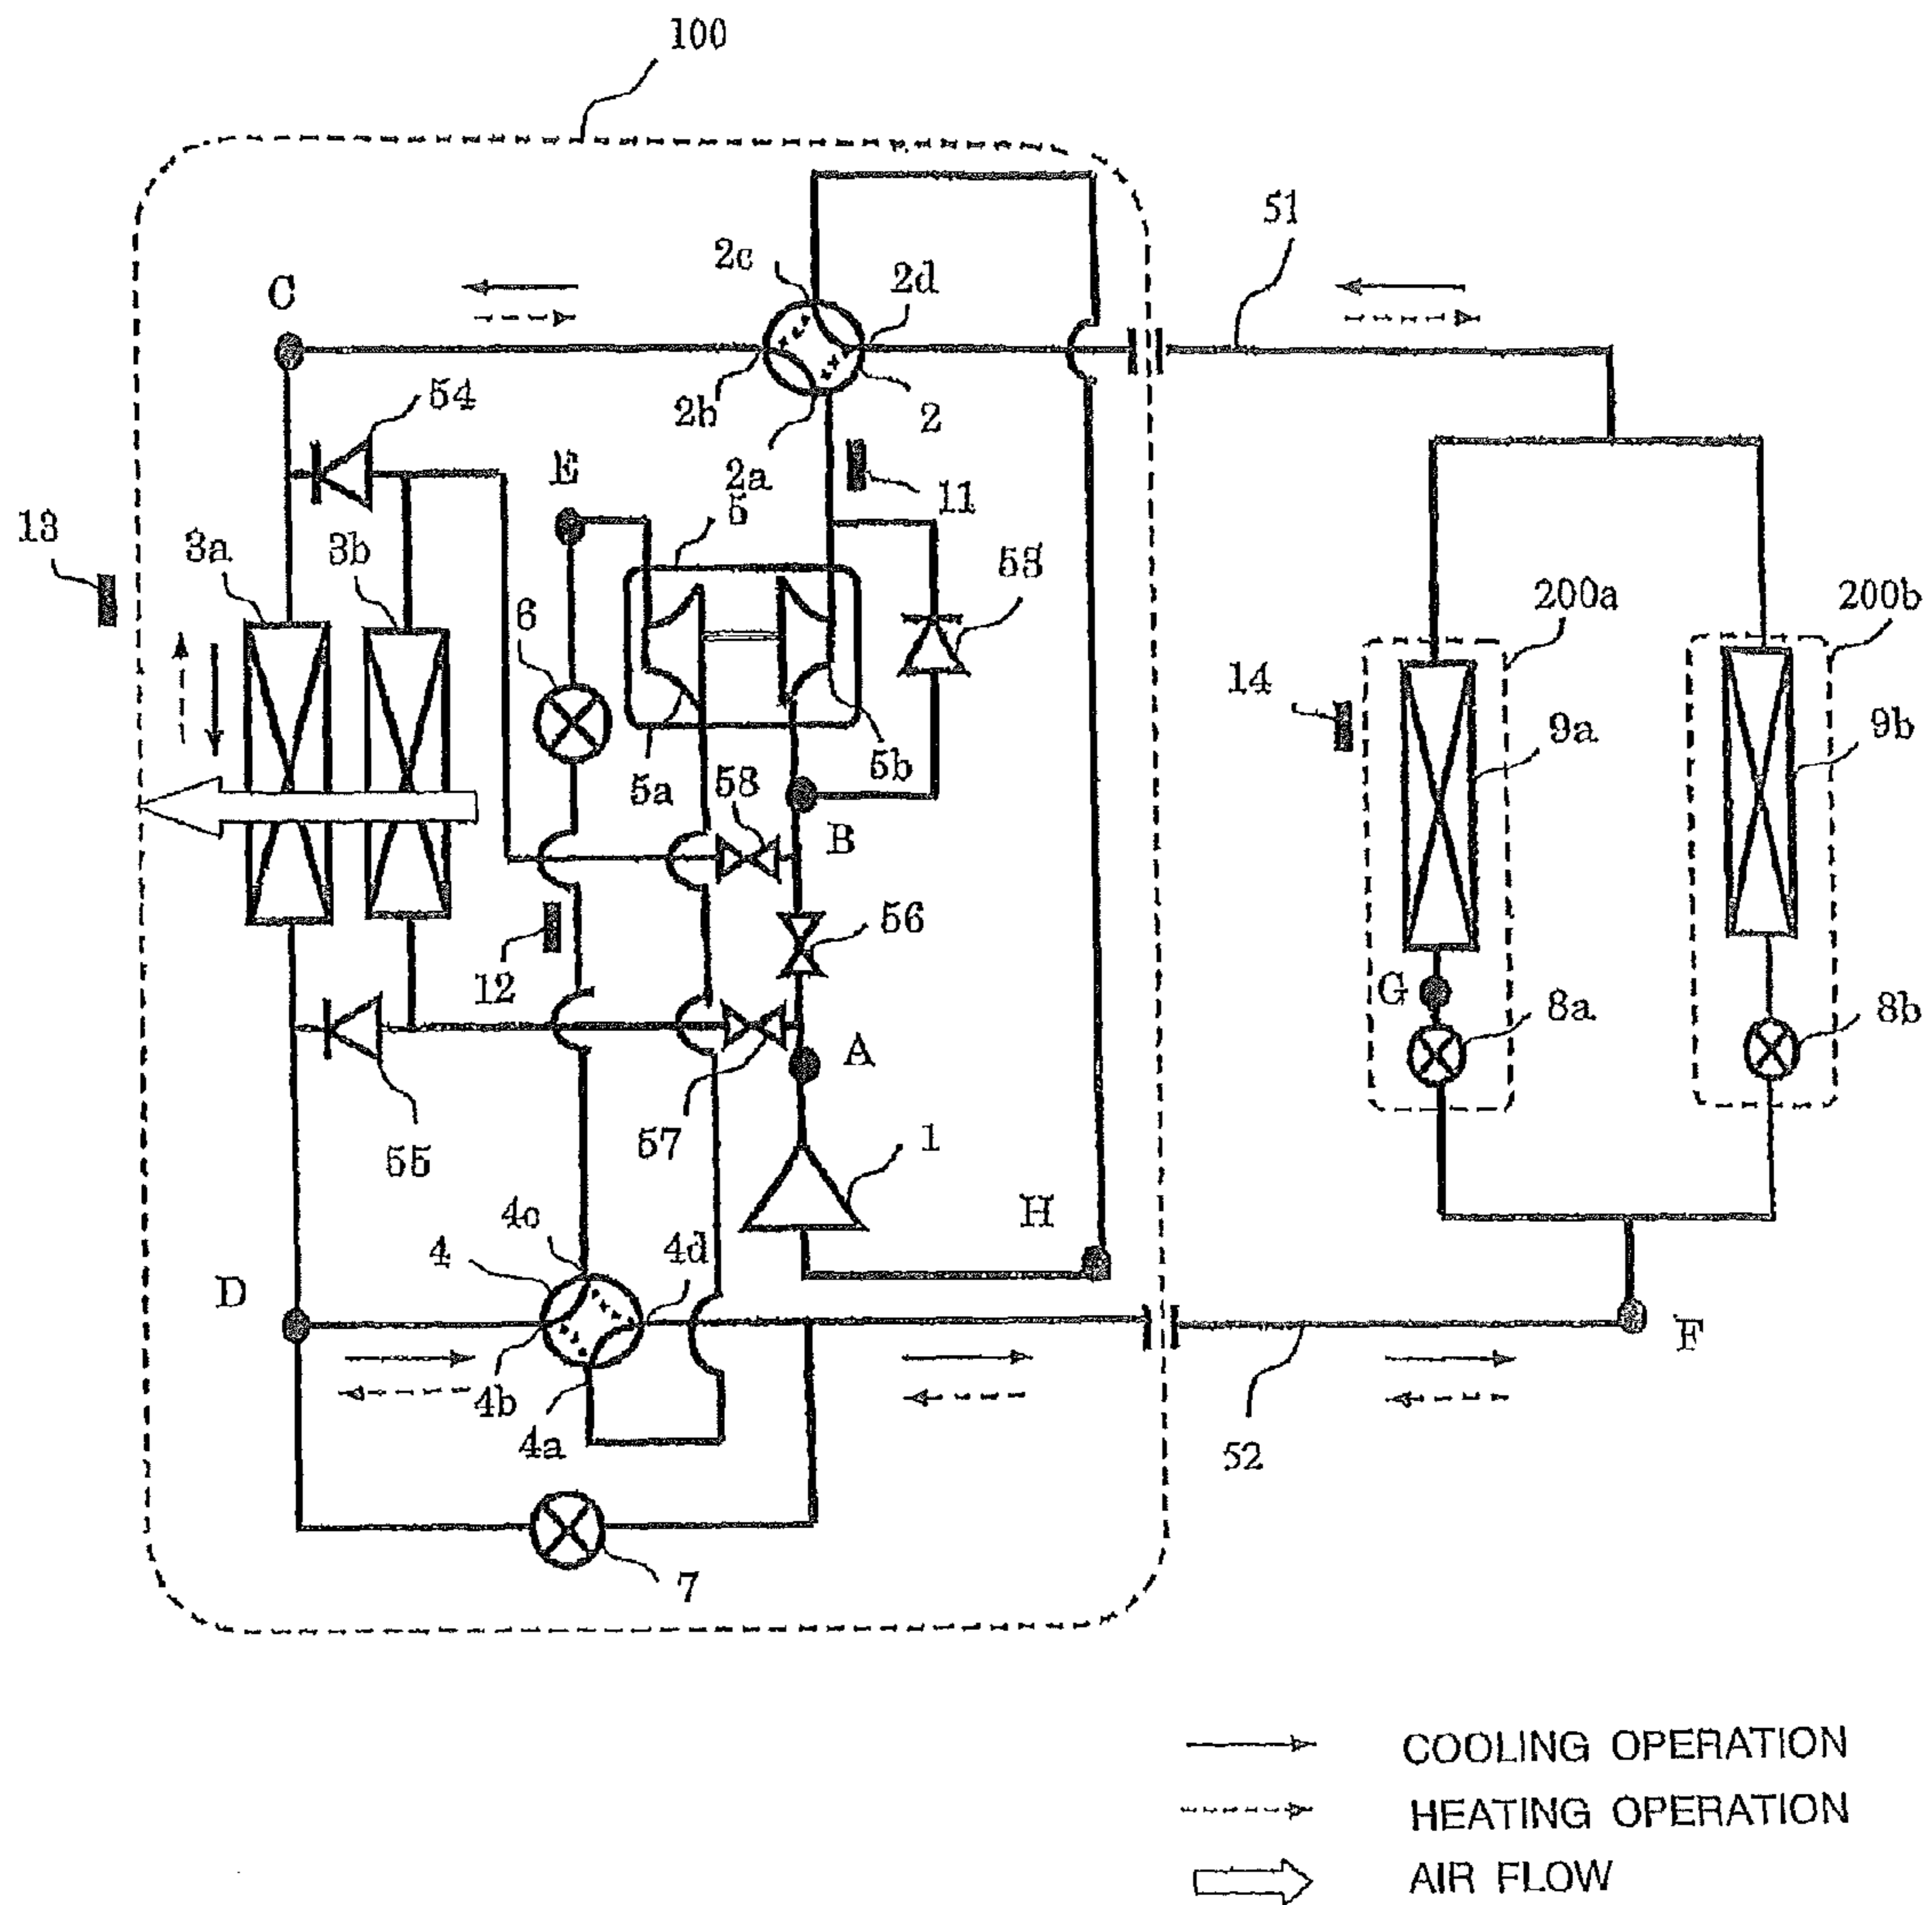 100
51
2c
2d
C
54
2b
2
2a
E
11
13
3a
3b
5
53
200a
200b
6
14
9a
9b
5b
5a
58
B
56
12
G
8a
8b
A
57
1
55
H
4c
4
4d
D
F
4b
4a
52
7
COOLING OPERATION
HEATING OPERATION
AIR FLOW